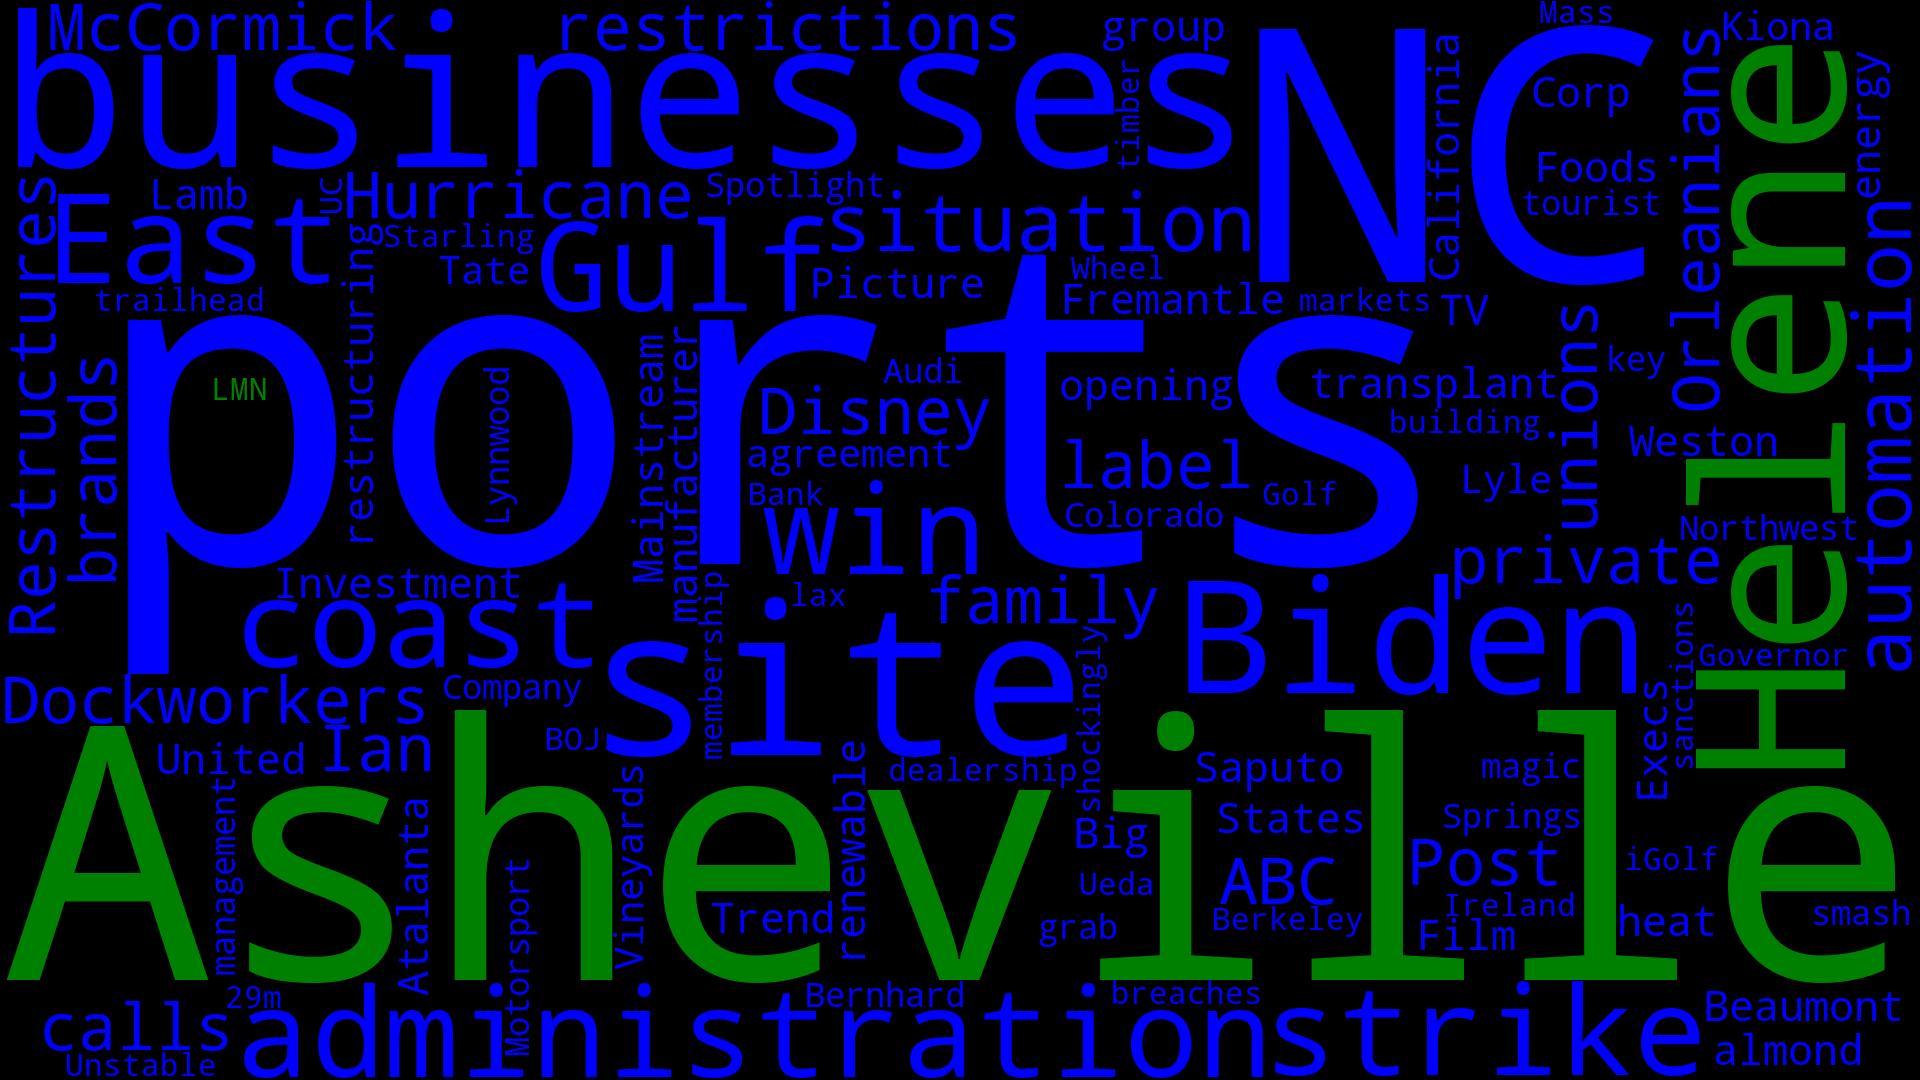 McCormick
restrictions
group
Mass
Kiona
businesses
NC
timber
California
Corp
Orleanians
energy
Foods
tourist
Helene
Restructures
East
Lamb
UC
Hurricane
Spotlight
situation
Starling
Gulf
Tate
Picture
Wheel
Fremantle
markets
TV
trailhead
restructuring
automation
ports
LMN
Lynnwood
brands
Mainstream
manufacturer
Audi
Disney
agreement
opening
transplant
unions
key
building
label
Weston
Lyle
Bank
Golf
win
Colorado
Northwest
private
Investment
coast
lax
family
Biden
membership
site
shockingly
sanctions
Governor
Dockworkers
Company
Execs
United
Ian
BOJ
Asheville
dealership
Saputo
magic
management
Atalanta
Vineyards
renewable
Big
States
Springs
Motorsport
Ueda
ABC
Post
iGolf
Trend
grab
Berkeley
Ireland
Film
heat
smash
29m
calls
Unstable
administration
Bernhard
breaches
strike
Beaumont
almond